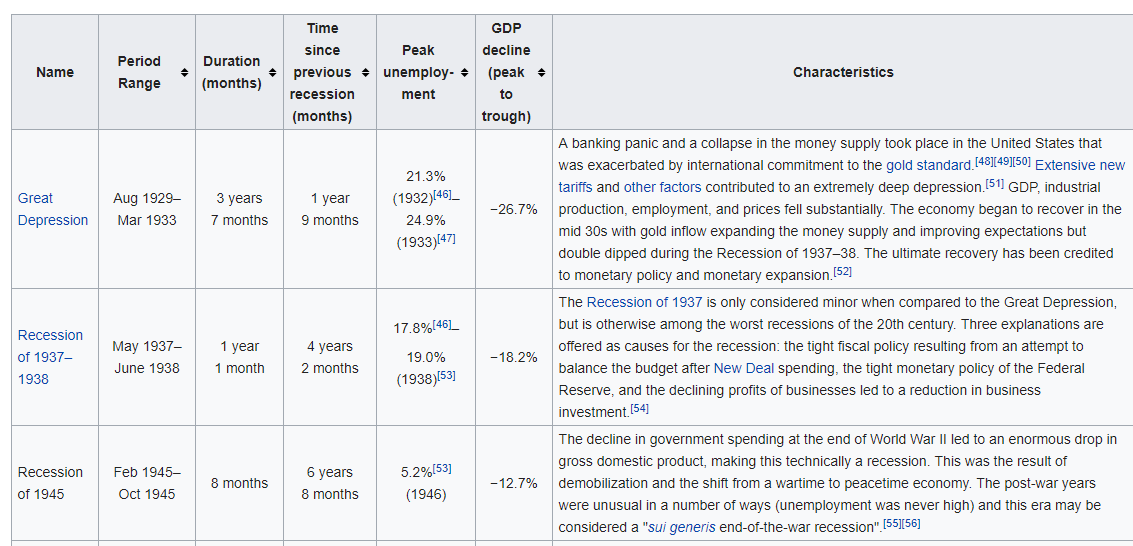 Name
Period
Range
Duration
(months)
Time
since
previous
recession
(months)
Peak
unemploy-
ment
GDP
decline
(peak
to
trough)
Characteristics
Great
Depression
Aug 1929–
Mar 1933
3 years
7 months
1 year
9 months
21.3%
(1932)[46]–
24.9%
(1933)[47]
−26.7%
A banking panic and a collapse in the money supply took place in the United States that
was exacerbated by international commitment to the gold standard.[48][49][50] Extensive new
tariffs and other factors contributed to an extremely deep depression.[51] GDP, industrial
production, employment, and prices fell substantially. The economy began to recover in the
mid 30s with gold inflow expanding the money supply and improving expectations but
double dipped during the Recession of 1937–38. The ultimate recovery has been credited
to monetary policy and monetary expansion.[52]
Recession
of 1937–
1938
May 1937–
June 1938
1 year
1 month
4 years
2 months
17.8%[46]–
19.0%
(1938)[53]
−18.2%
The Recession of 1937 is only considered minor when compared to the Great Depression,
but is otherwise among the worst recessions of the 20th century. Three explanations are
offered as causes for the recession: the tight fiscal policy resulting from an attempt to
balance the budget after New Deal spending, the tight monetary policy of the Federal
Reserve, and the declining profits of businesses led to a reduction in business
investment.[54]
Recession
of 1945
Feb 1945–
Oct 1945
8 months
6 years
8 months
5.2%[53]
(1946)
−12.7%
The decline in government spending at the end of World War II led to an enormous drop in
gross domestic product, making this technically a recession. This was the result of
demobilization and the shift from a wartime to peacetime economy. The post-war years
were unusual in a number of ways (unemployment was never high) and this era may be
considered a "sui generis end-of-the-war recession".[55][56]